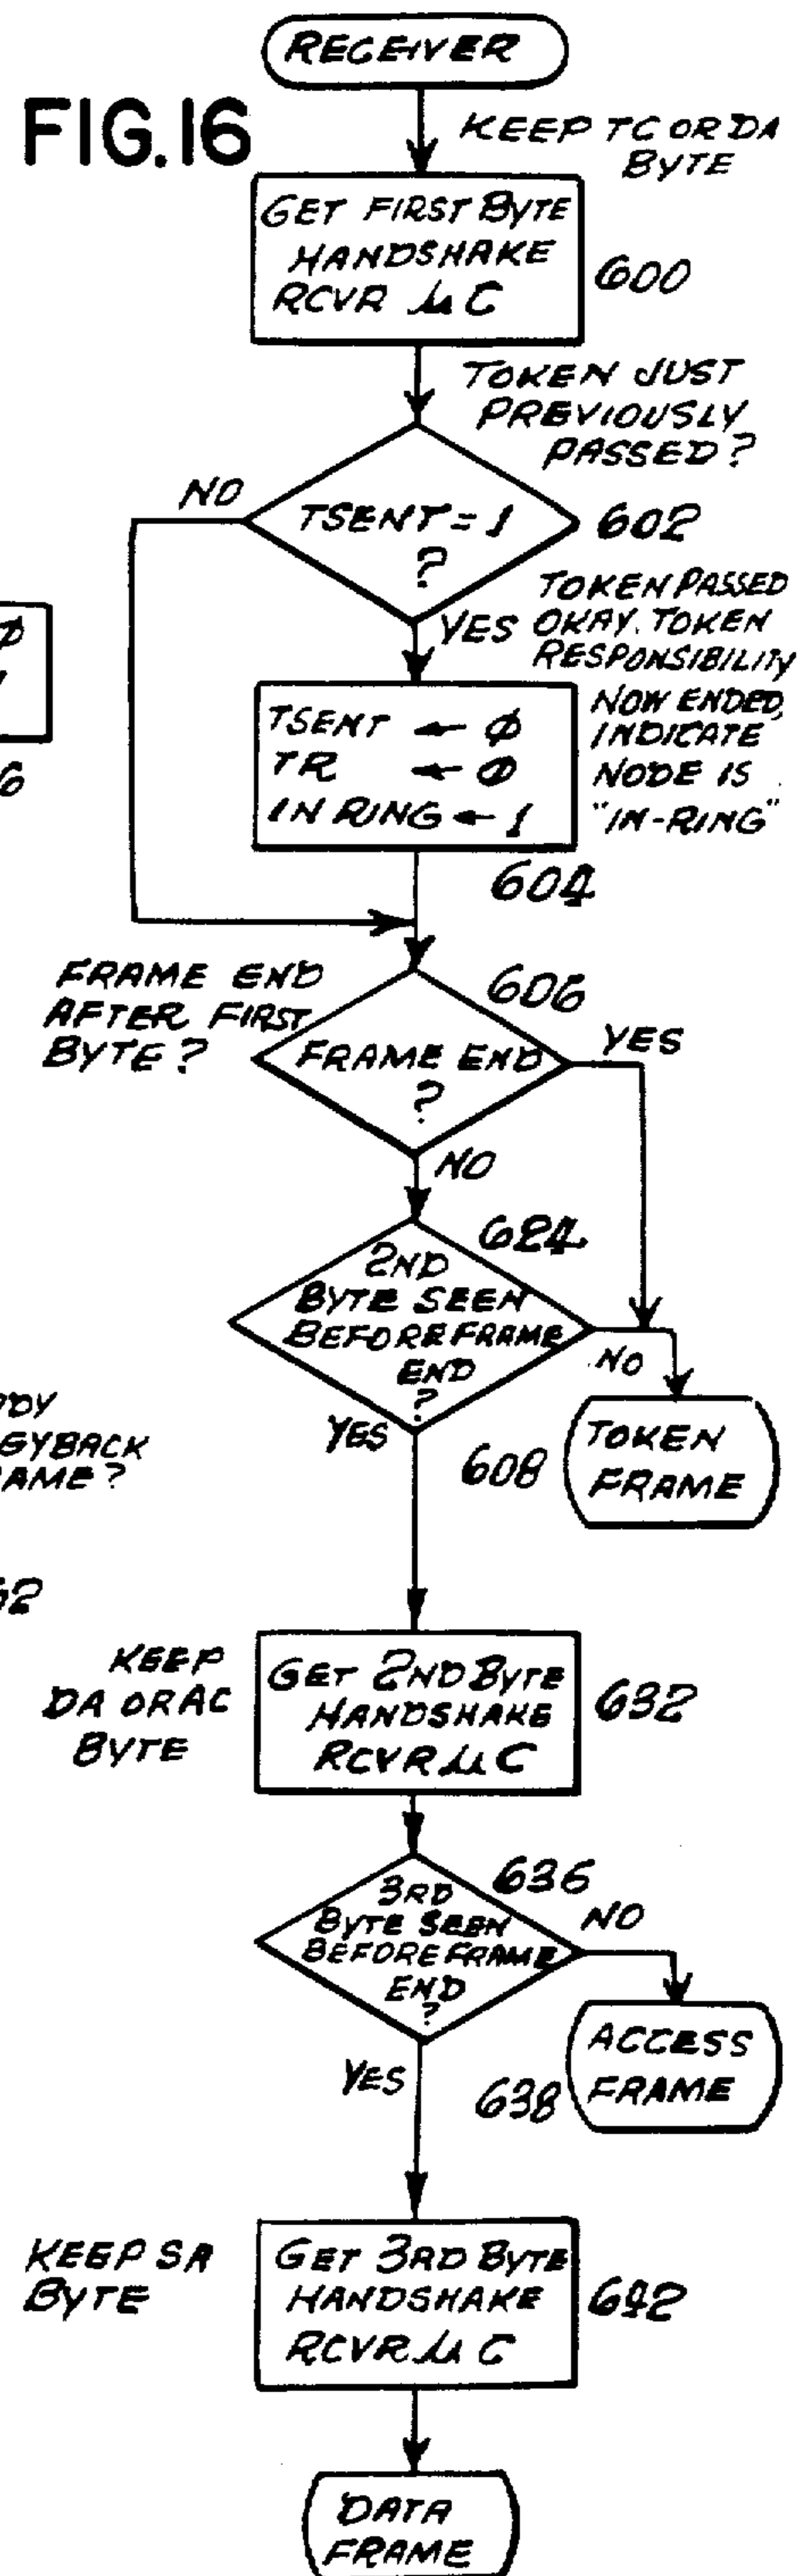 RECEIVER
FIG.16
KEEP TC OR DA
BYTE
GET FIRST BYTE
HANDSHAKE
RCVR µC
600
TOKEN JUST
PREVIOUSLY
PASSED?
NO
TSENT = 1
?
602
YES
TOKEN PASSED
OKAY. TOKEN
RESPONSIBILITY
NOW ENDED,
INDICATE
NODE IS
"IN-RING"
TSENT ← Ø
TR ← Ø
IN RING ← 1
604
Ø
6
FRAME END
AFTER FIRST
BYTE?
606
FRAME END
?
YES
NO
624
2ND
BYTE SEEN
BEFORE FRAME
END
?
NO
YES
608
TOKEN
FRAME
DY
GYBACK
AME?
62
KEEP
DA OR AC
BYTE
GET 2ND BYTE
HANDSHAKE
RCVR µC
632
636
3RD
BYTE SEEN
BEFORE FRAME
END
?
NO
YES
638
ACCESS
FRAME
KEEP SA
BYTE
GET 3RD BYTE
HANDSHAKE
RCVR µC
642
DATA
FRAME